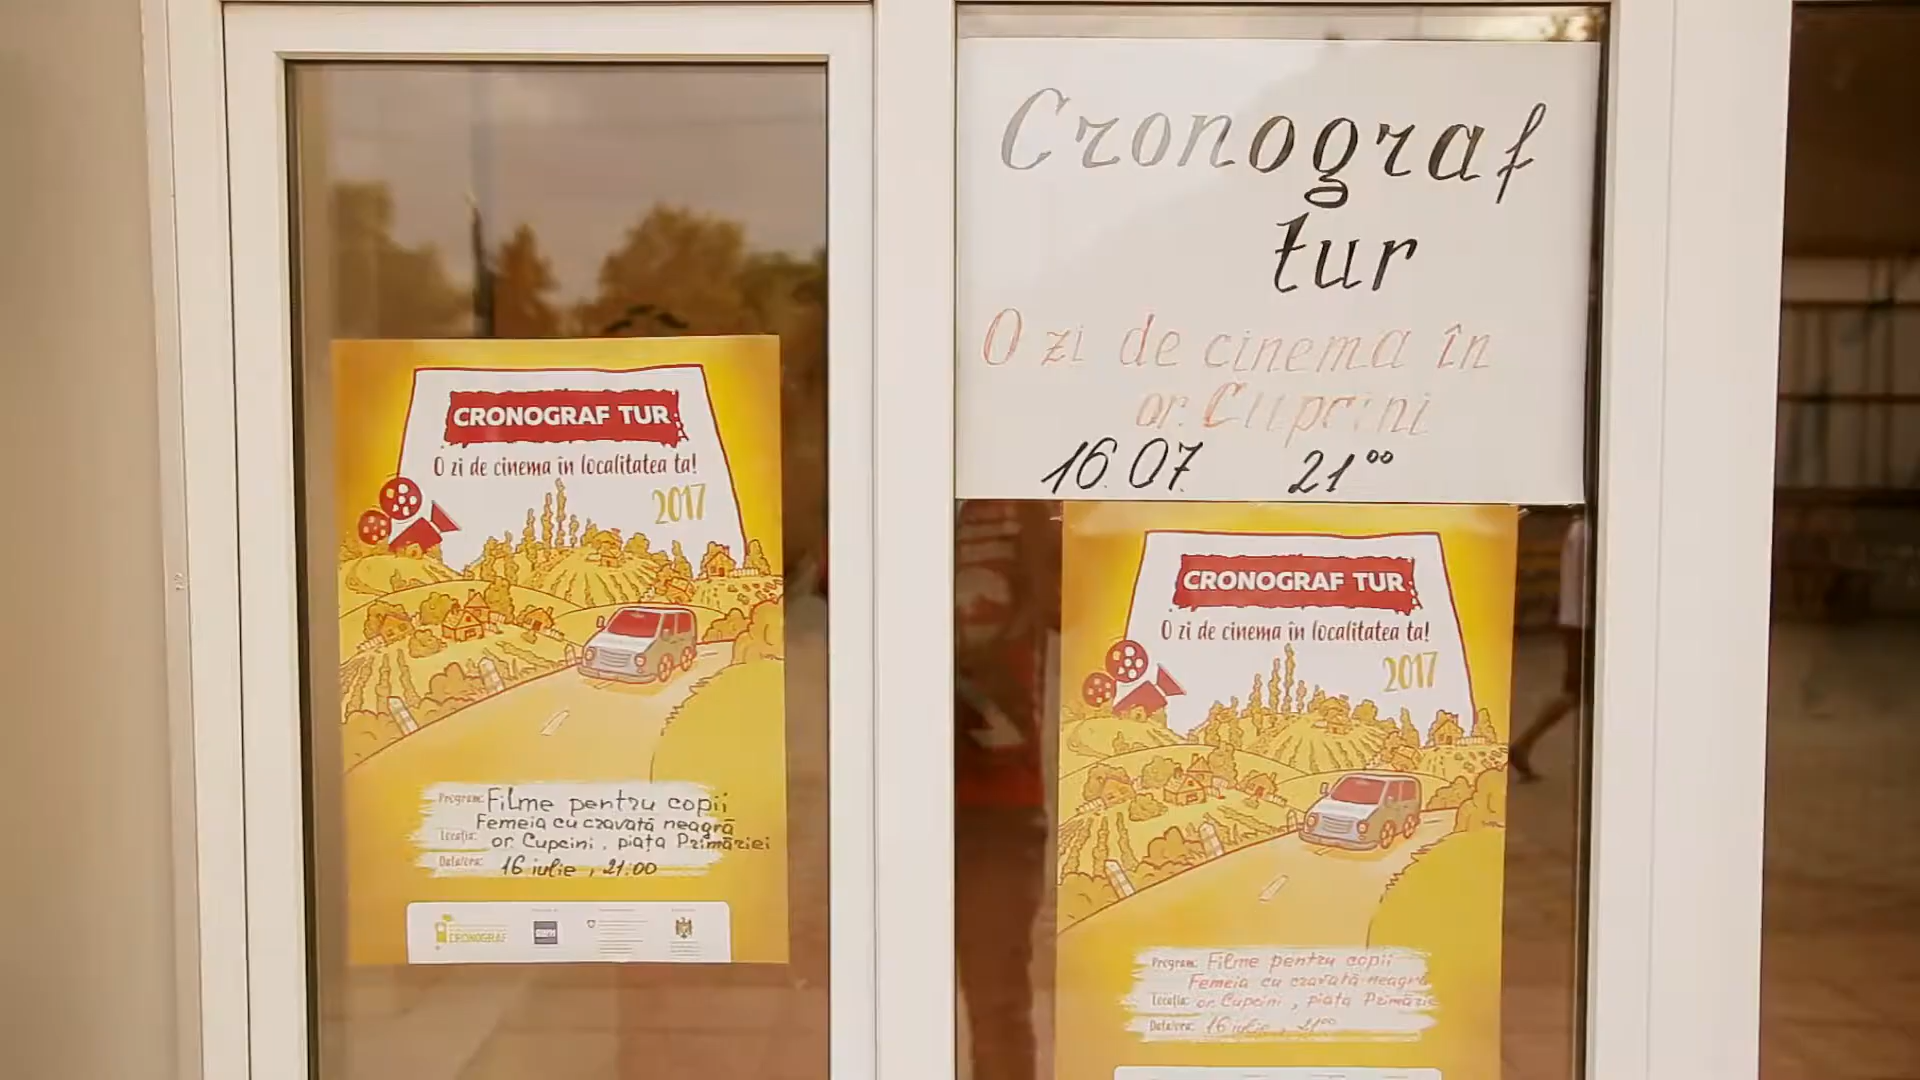 CRONOGRAF TUR
O zi de cinema în localitatea ta!
2017
Program: Filme pentru copii
Femeia cu cravată neagră
Locația: or. Cupcini, piața Primăriei
Data/ora: 16 iulie, 21:00
CRONOGRAF
Cronograf
tur
O zi de cinema în
or. Cupcini
16.07 21⁰⁰
CRONOGRAF TUR
O zi de cinema în localitatea ta!
2017
Program: Filme pentru copii
Femeia cu cravată neagră
Locația: or. Cupcini, piața Primărie
Data/ora: 16 iulie, 21⁰⁰